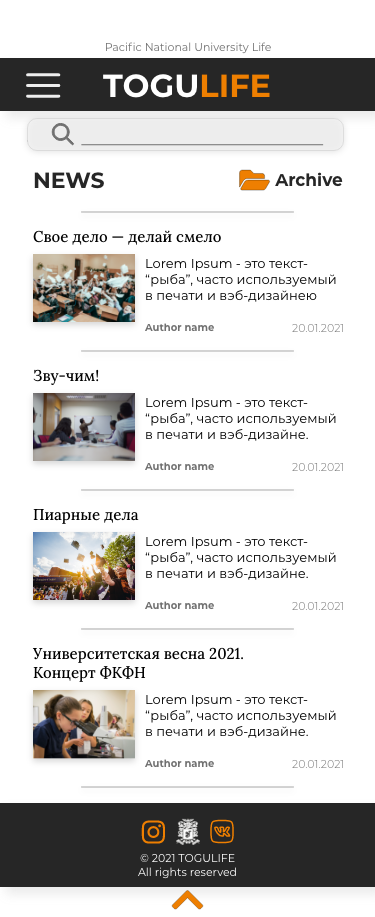 Pacific National University Life
TOGULIFE
NEWS
Archive
Свое дело — делай смело
Lorem Ipsum - это текст-
“рыба”, часто используемый
в печати и вэб-дизайнею
Author name
20.01.2021
Зву-чим!
Lorem Ipsum - это текст-
“рыба”, часто используемый
в печати и вэб-дизайне.
Author name
20.01.2021
Пиарные дела
Lorem Ipsum - это текст-
“рыба”, часто используемый
в печати и вэб-дизайне.
Author name
20.01.2021
Университетская весна 2021.
Концерт ФКФН
Lorem Ipsum - это текст-
“рыба”, часто используемый
в печати и вэб-дизайне.
Author name
20.01.2021
© 2021 TOGULIFE
All rights reserved